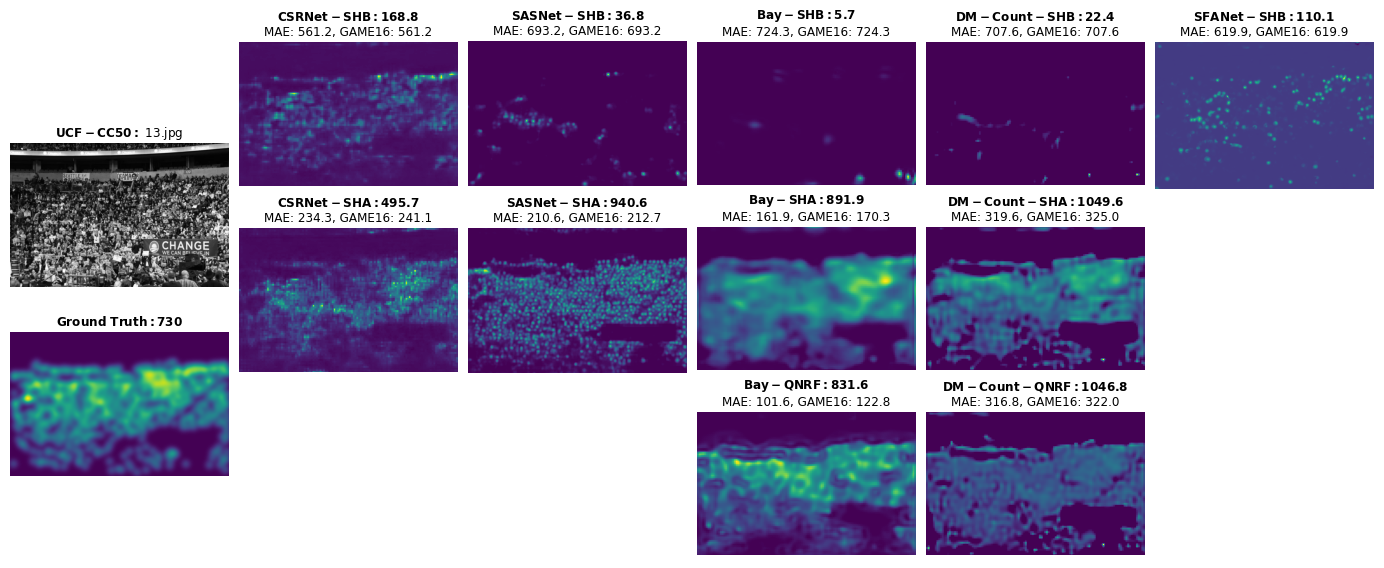 CSRNet − SHB: 168.8
MAE: 561.2, GAME16: 561.2
SASNet − SHB: 36.8
MAE: 693.2, GAME16: 693.2
Bay − SHB: 5.7
MAE: 724.3, GAME16: 724.3
DM − Count − SHB: 22.4
MAE: 707.6, GAME16: 707.6
SFANet − SHB: 110.1
MAE: 619.9, GAME16: 619.9
UCF − CC50: 13.jpg
CHANGE
WE CAN BELIEVE IN
CSRNet − SHA: 495.7
MAE: 234.3, GAME16: 241.1
SASNet − SHA: 940.6
MAE: 210.6, GAME16: 212.7
Bay − SHA: 891.9
MAE: 161.9, GAME16: 170.3
DM − Count − SHA: 1049.6
MAE: 319.6, GAME16: 325.0
Ground Truth: 730
Bay − QNRF: 831.6
MAE: 101.6, GAME16: 122.8
DM − Count − QNRF: 1046.8
MAE: 316.8, GAME16: 322.0